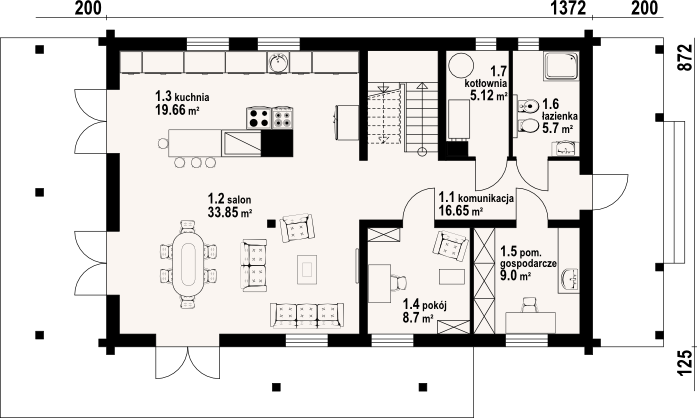 200
1372
200
872
1.3 kuchnia
19.66 m²
1.7
kotłownia
5.12 m²
1.6
łazienka
5.7 m²
1.2 salon
33.85 m²
1.1 komunikacja
16.65 m²
1.5 pom.
gospodarcze
9.0 m²
1.4 pokój
8.7 m²
125